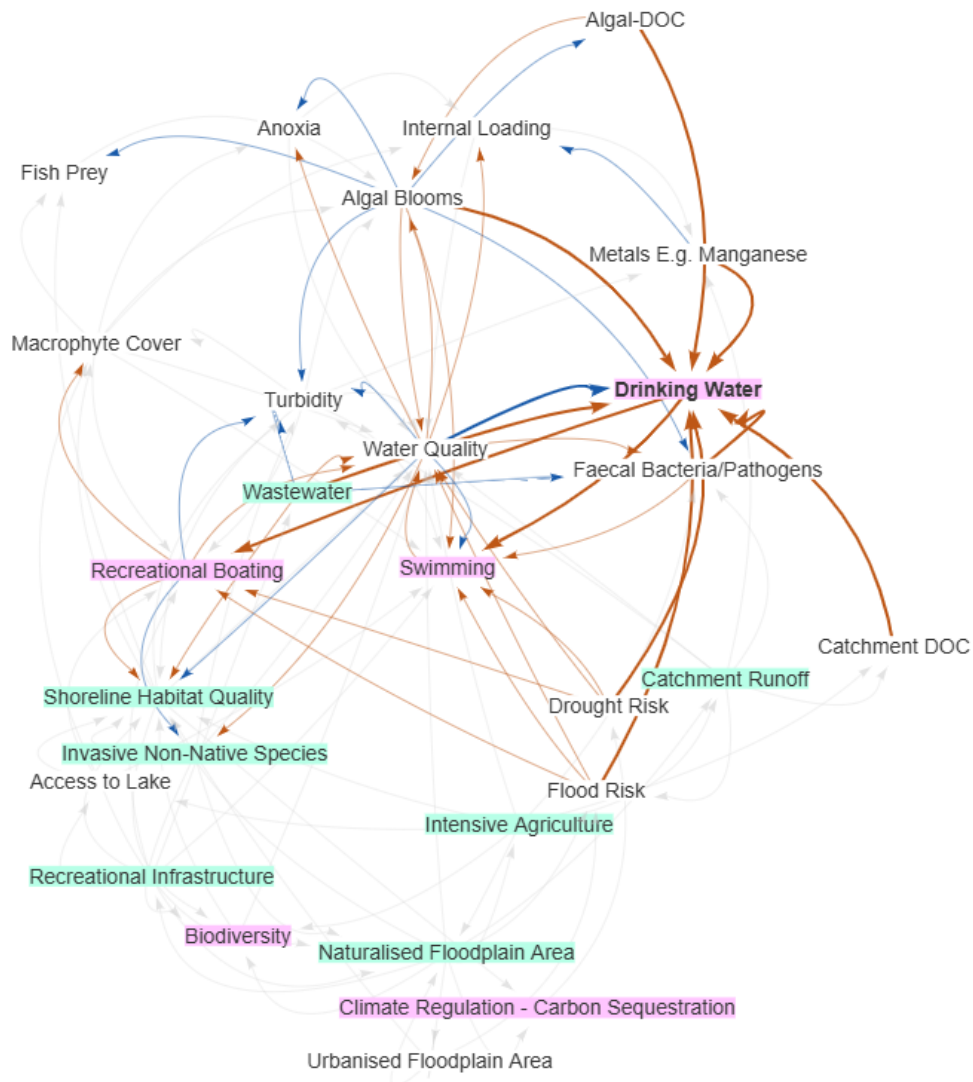 Algal-DOC
Anoxia
Internal Loading
Fish Prey
Algal Blooms
Metals E.g. Manganese
Macrophyte Cover
Drinking Water
Turbidity
Water Quality
Faecal Bacteria/Pathogens
Wastewater
Recreational Boating
Swimming
Catchment DOC
Catchment Runoff
Shoreline Habitat Quality
Drought Risk
Invasive Non-Native Species
Access to Lake
Flood Risk
Intensive Agriculture
Recreational Infrastructure
Biodiversity
Naturalised Floodplain Area
Climate Regulation - Carbon Sequestration
Urbanised Floodplain Area